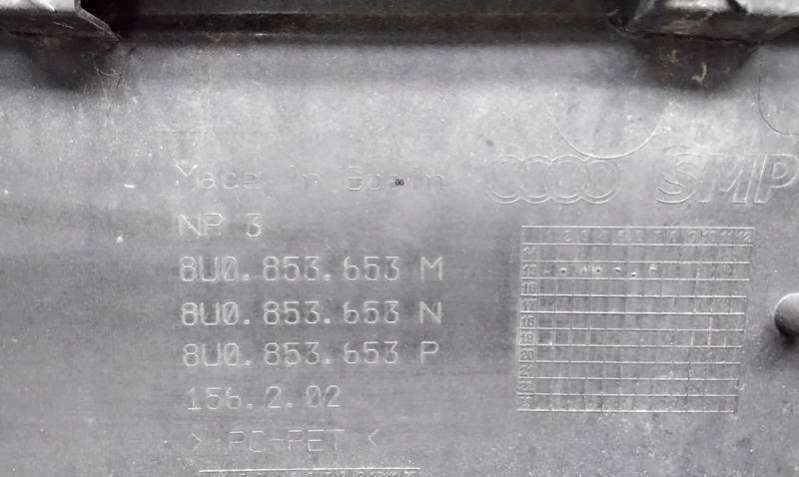 Made in Spain
SMP
NR 3
8U0.853.653 M
8U0.853.653 N
8U0.853.653 P
156.2.02
> PC-PET <